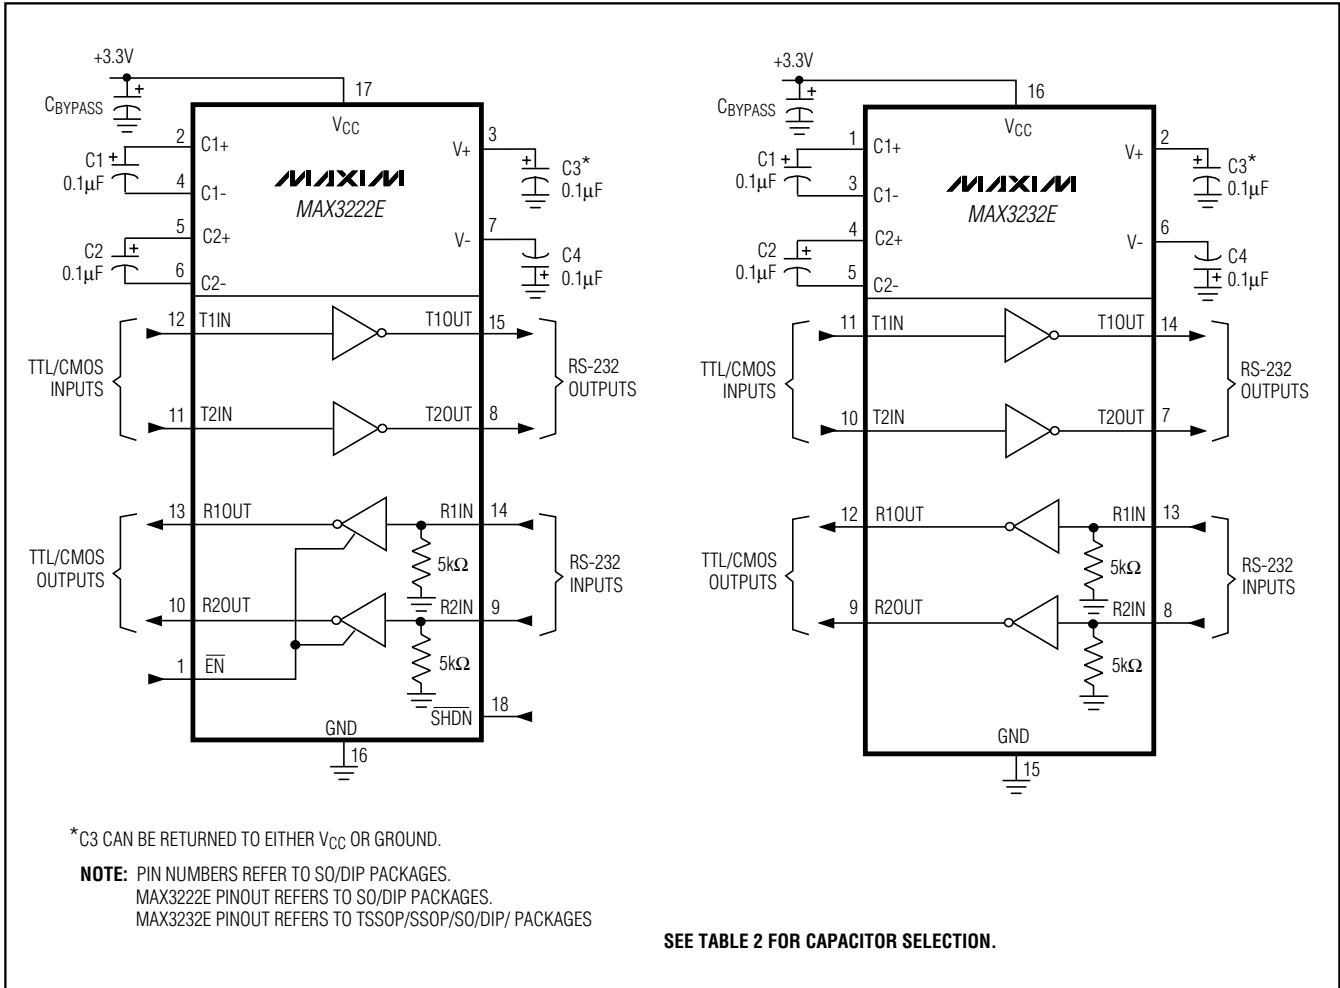 +3.3V
17
CBYPASS
VCC
2
C1+
3
V+
C1
0.1µF
+
4
C1-
MAXIM
MAX3222E
+
C3*
0.1µF
5
C2+
7
V-
C2
0.1µF
+
6
C2-
C4
0.1µF
+
12
T1IN
T1OUT
15
TTL/CMOS
INPUTS
RS-232
OUTPUTS
11
T2IN
T2OUT
8
13
R1OUT
R1IN
14
TTL/CMOS
OUTPUTS
5kΩ
RS-232
INPUTS
10
R2OUT
R2IN
9
1
EN
5kΩ
SHDN
18
GND
16
+3.3V
+
16
CBYPASS
VCC
1
C1+
2
V+
C1
0.1µF
+
3
C1-
MAXIM
MAX3232E
+
C3*
0.1µF
4
C2+
6
V-
C2
0.1µF
+
5
C2-
C4
0.1µF
+
11
T1IN
T1OUT
14
TTL/CMOS
INPUTS
RS-232
OUTPUTS
10
T2IN
T2OUT
7
12
R1OUT
R1IN
13
TTL/CMOS
OUTPUTS
5kΩ
RS-232
INPUTS
9
R2OUT
R2IN
8
5kΩ
GND
15
*C3 CAN BE RETURNED TO EITHER VCC OR GROUND.
NOTE: PIN NUMBERS REFER TO SO/DIP PACKAGES.
MAX3222E PINOUT REFERS TO SO/DIP PACKAGES.
MAX3232E PINOUT REFERS TO TSSOP/SSOP/SO/DIP/ PACKAGES
SEE TABLE 2 FOR CAPACITOR SELECTION.